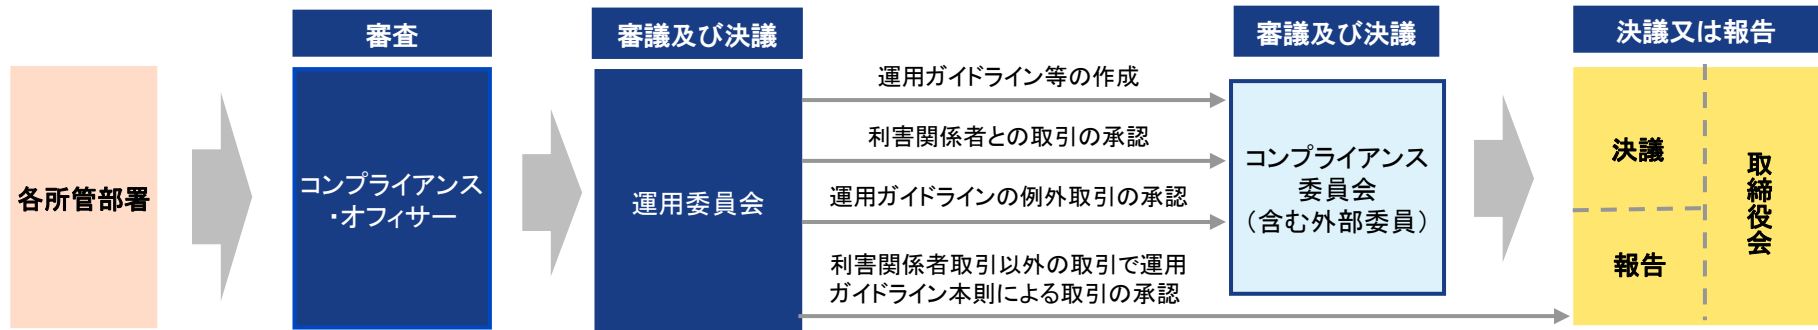 審査
審議及び決議
審議及び決議
決議又は報告
各所管部署
コンプライアンス
・オフィサー
運用委員会
運用ガイドライン等の作成
利害関係者との取引の承認
運用ガイドラインの例外取引の承認
利害関係者取引以外の取引で運用
ガイドライン本則による取引の承認
コンプライアンス
委員会
（含む外部委員）
決議
報告
取締役会